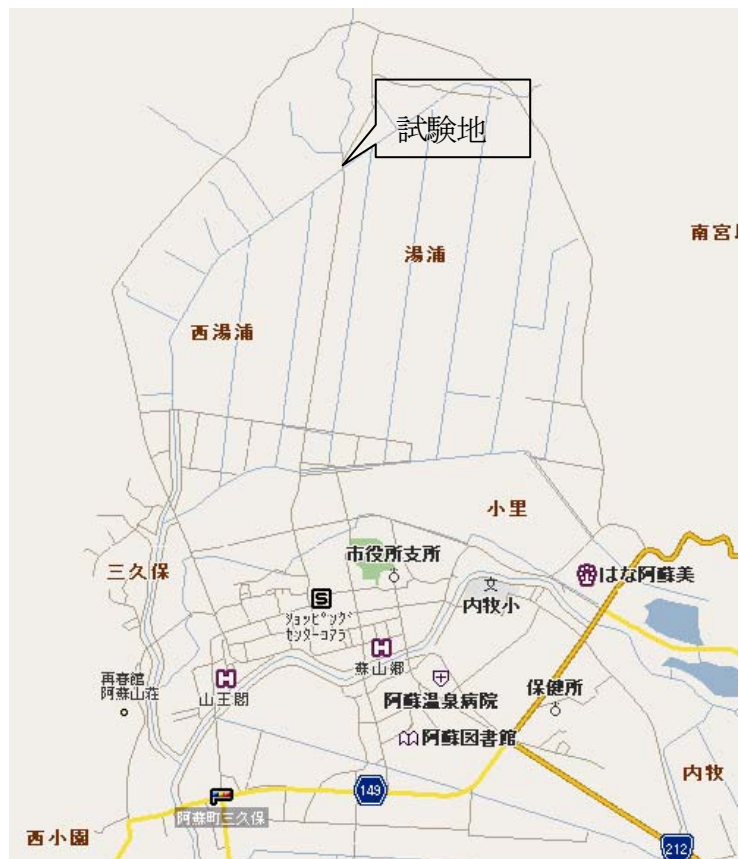 試験地
湯浦
南宮
西湯浦
小里
市役所支所
はな阿蘇美
三久保
文
内牧小
S
ショッピング
センターコアラ
H
蘇山郷
再春館
阿蘇山荘
H
山王閣
阿蘇温泉病院
保健所
阿蘇図書館
内牧
149
阿蘇町三久保
西小園
212